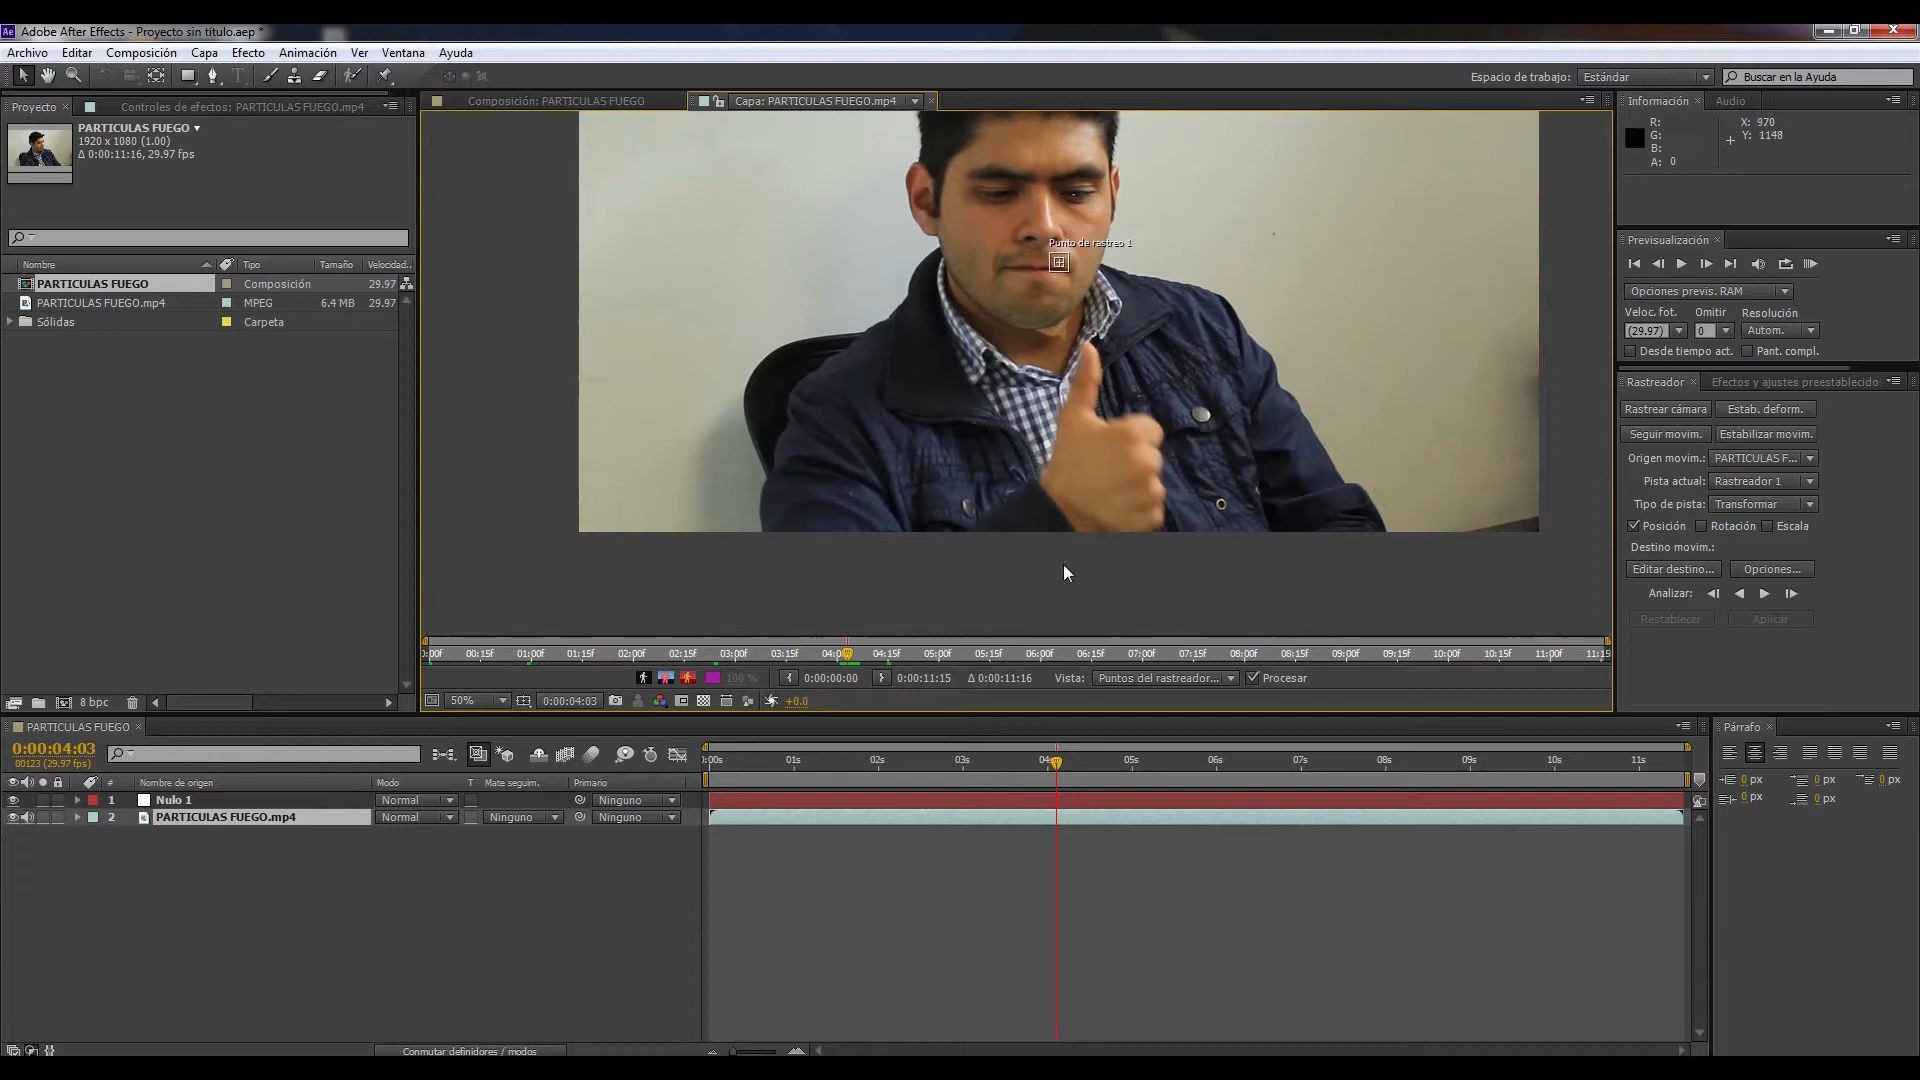 Ae Adobe After Effects - Proyecto sin título.aep *
Archivo Editar Composición Capa Efecto Animación Ver Ventana Ayuda
Espacio de trabajo: Estándar Buscar en la Ayuda
Proyecto Controles de efectos: PARTICULAS FUEGO.mp4
PARTICULAS FUEGO
1920 x 1080 (1.00)
Δ 0:00:11:16, 29.97 fps
Nombre Tipo Tamaño Velocidad..
PARTICULAS FUEGO Composición 29.97
PARTICULAS FUEGO.mp4 MPEG 6.4 MB 29.97
Sólidas Carpeta
8 bpc
Composición: PARTICULAS FUEGO Capa: PARTICULAS FUEGO.mp4
Punto de rastreo 1
:00f 00:15f 01:00f 01:15f 02:00f 02:15f 03:00f 03:15f 04:0 04:15f 05:00f 05:15f 06:00f 06:15f 07:00f 07:15f 08:00f 08:15f 09:00f 09:15f 10:00f 10:15f 11:00f 11:15
100 % 0:00:00:00 0:00:11:15 Δ 0:00:11:16 Vista: Puntos del rastreador... Procesar
50% 0:00:04:03 +0.0
Información Audio
R: X: 970
G: Y: 1148
B:
A: 0
Previsualización
Opciones previs. RAM
Veloc. fot. Omitir Resolución
(29.97) 0 Autom.
Desde tiempo act. Pant. compl.
Rastreador Efectos y ajustes preestablecido
Rastrear cámara Estab. deform.
Seguir movim. Estabilizar movim.
Origen movim.: PARTICULAS F...
Pista actual: Rastreador 1
Tipo de pista: Transformar
Posición Rotación Escala
Destino movim.:
Editar destino... Opciones...
Analizar:
Restablecer Aplicar
PARTICULAS FUEGO
0:00:04:03
00123 (29.97 fps)
:00s 01s 02s 03s 04s 05s 06s 07s 08s 09s 10s 11s
# Nombre de origen Modo T Mate seguim. Primario
1 Nulo 1 Normal Ninguno
2 PARTICULAS FUEGO.mp4 Normal Ninguno Ninguno
Conmutar definidores / modos
Párrafo
0 px 0 px 0 px
0 px 0 px